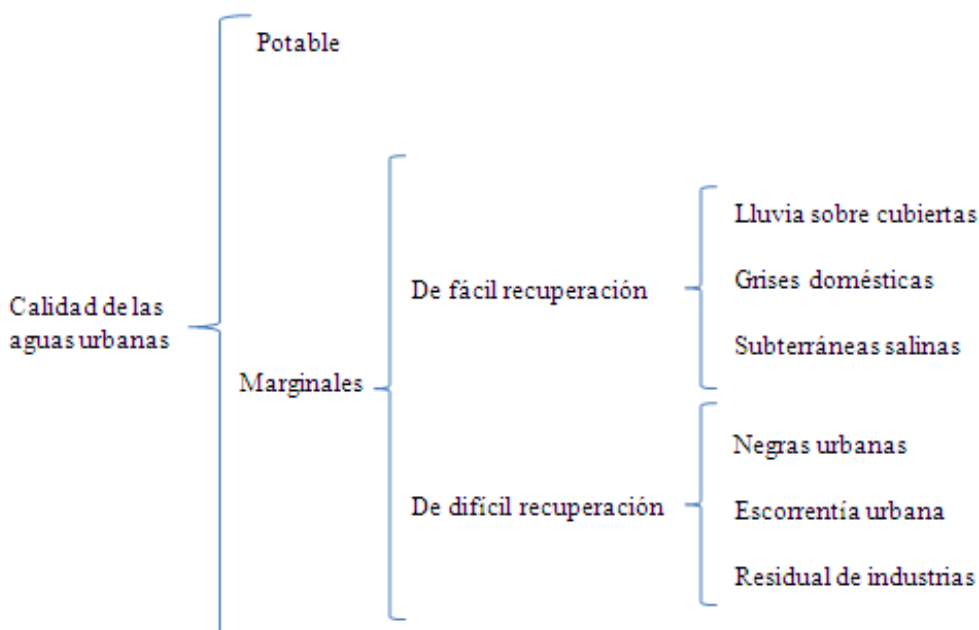 Potable
Lluvia sobre cubiertas
De fácil recuperación
Grises domésticas
Calidad de las
aguas urbanas
Subterráneas salinas
Marginales
Negras urbanas
De difícil recuperación
Escorrentía urbana
Residual de industrias